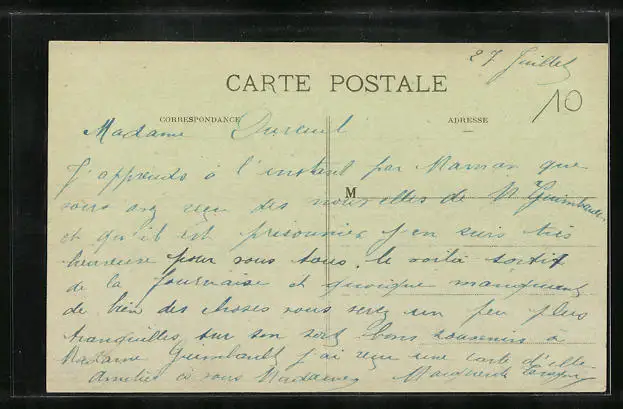 27 Juillet
CARTE POSTALE
10
CORRESPONDANCE
ADRESSE
Madame
J'apprends à l'instant par Maman que
M
vous avez reçu des nouvelles de Mr Guimbault
et qu'il est prisonnier j'en suis très
heureuse pour vous tous. le voilà sortit
de la fournaise et quoique manquant
de bien des choses vous serez un peu plus
tranquilles sur son sort bons souvenirs à
Madame Guimbault j'ai reçu une carte d'elle
Amitiés à vous Madame Marguerite